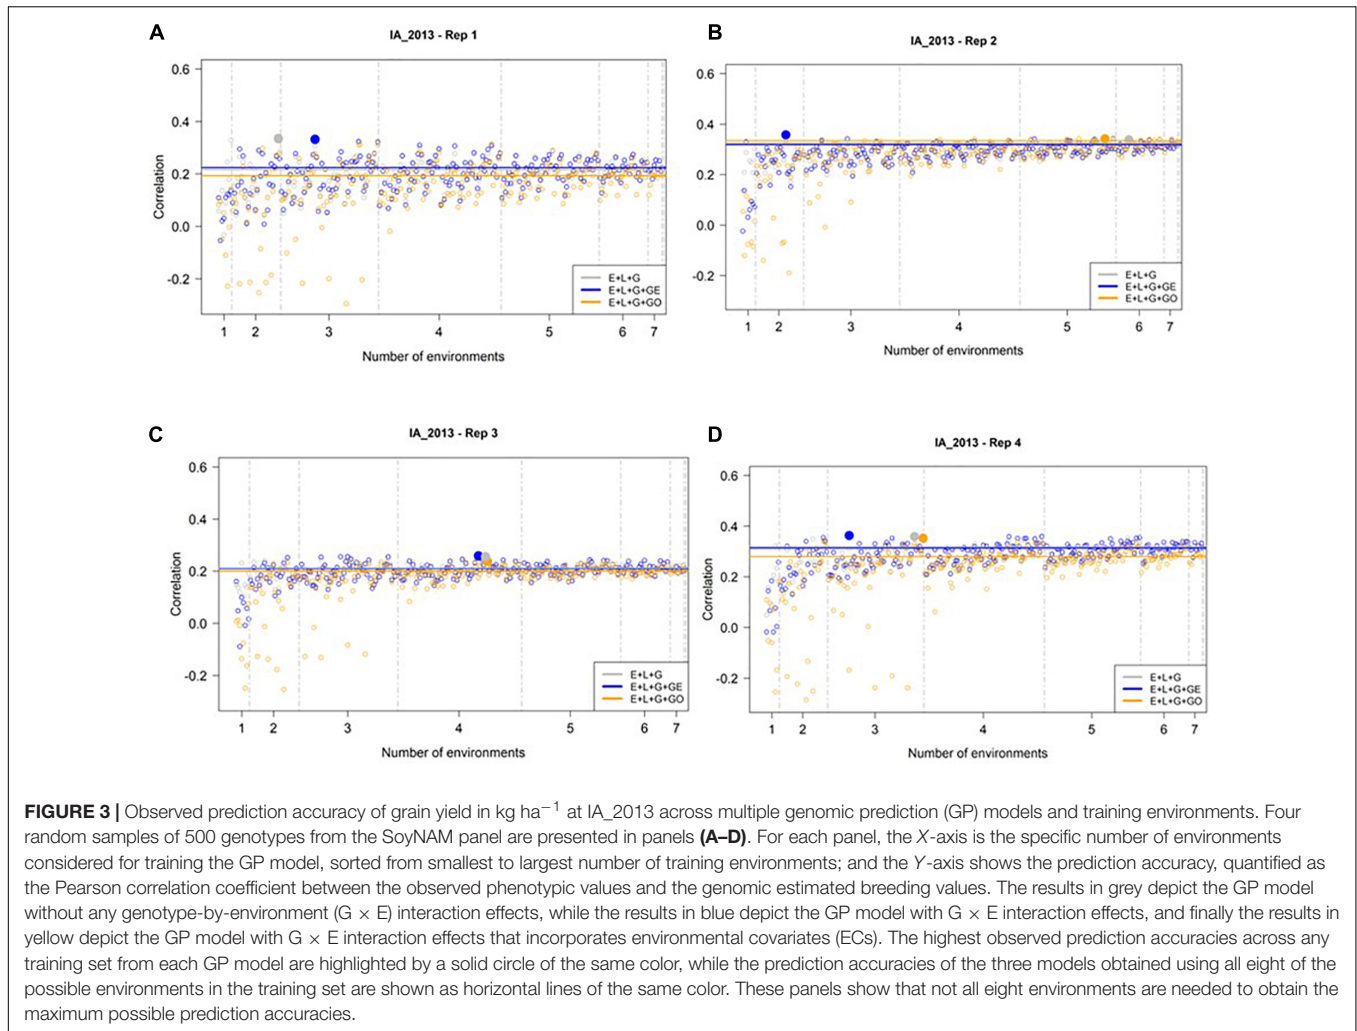 A
IA_2013 - Rep 1
Correlation
0.6
0.4
0.2
0.0
-0.2
E+L+G
E+L+G+GE
E+L+G+GO
1 2 3 4 5 6 7
Number of environments
B
IA_2013 - Rep 2
Correlation
0.6
0.4
0.2
0.0
-0.2
E+L+G
E+L+G+GE
E+L+G+GO
1 2 3 4 5 6 7
Number of environments
C
IA_2013 - Rep 3
Correlation
0.6
0.4
0.2
0.0
-0.2
E+L+G
E+L+G+GE
E+L+G+GO
1 2 3 4 5 6 7
Number of environments
D
IA_2013 - Rep 4
Correlation
0.6
0.4
0.2
0.0
-0.2
E+L+G
E+L+G+GE
E+L+G+GO
1 2 3 4 5 6 7
Number of environments
FIGURE 3 | Observed prediction accuracy of grain yield in kg ha⁻¹ at IA_2013 across multiple genomic prediction (GP) models and training environments. Four
random samples of 500 genotypes from the SoyNAM panel are presented in panels (A–D). For each panel, the X-axis is the specific number of environments
considered for training the GP model, sorted from smallest to largest number of training environments; and the Y-axis shows the prediction accuracy, quantified as
the Pearson correlation coefficient between the observed phenotypic values and the genomic estimated breeding values. The results in grey depict the GP model
without any genotype-by-environment (G × E) interaction effects, while the results in blue depict the GP model with G × E interaction effects, and finally the results in
yellow depict the GP model with G × E interaction effects that incorporates environmental covariates (ECs). The highest observed prediction accuracies across any
training set from each GP model are highlighted by a solid circle of the same color, while the prediction accuracies of the three models obtained using all eight of the
possible environments in the training set are shown as horizontal lines of the same color. These panels show that not all eight environments are needed to obtain the
maximum possible prediction accuracies.